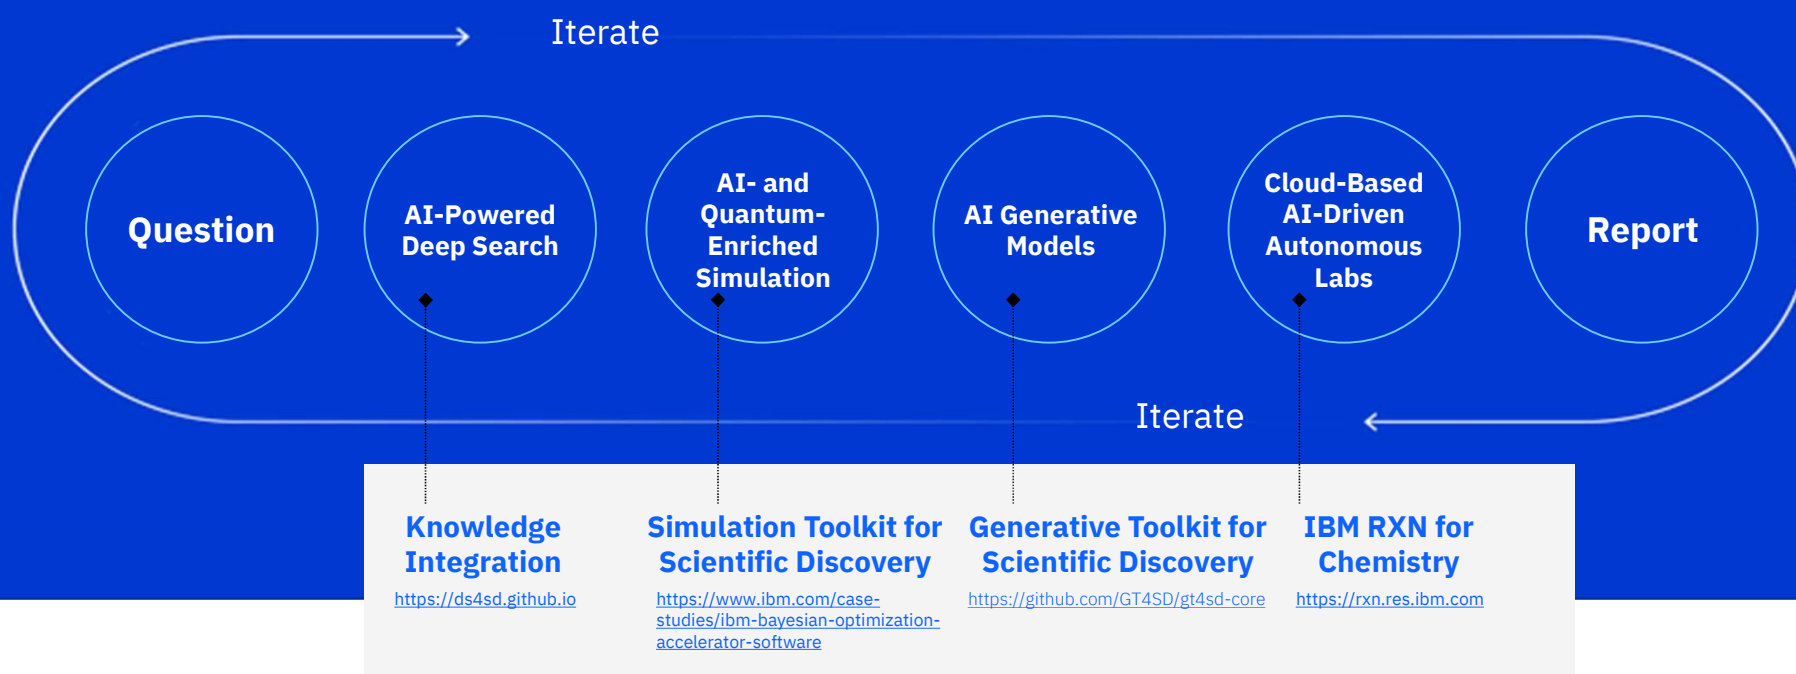 Iterate
Question
AI-Powered
Deep Search
AI- and
Quantum-
Enriched
Simulation
AI Generative
Models
Cloud-Based
AI-Driven
Autonomous
Labs
Report
Iterate
Knowledge
Integration
https://ds4sd.github.io
Simulation Toolkit for
Scientific Discovery
https://www.ibm.com/case-
studies/ibm-bayesian-optimization-
accelerator-software
Generative Toolkit for
Scientific Discovery
https://github.com/GT4SD/gt4sd-core
IBM RXN for
Chemistry
https://rxn.res.ibm.com